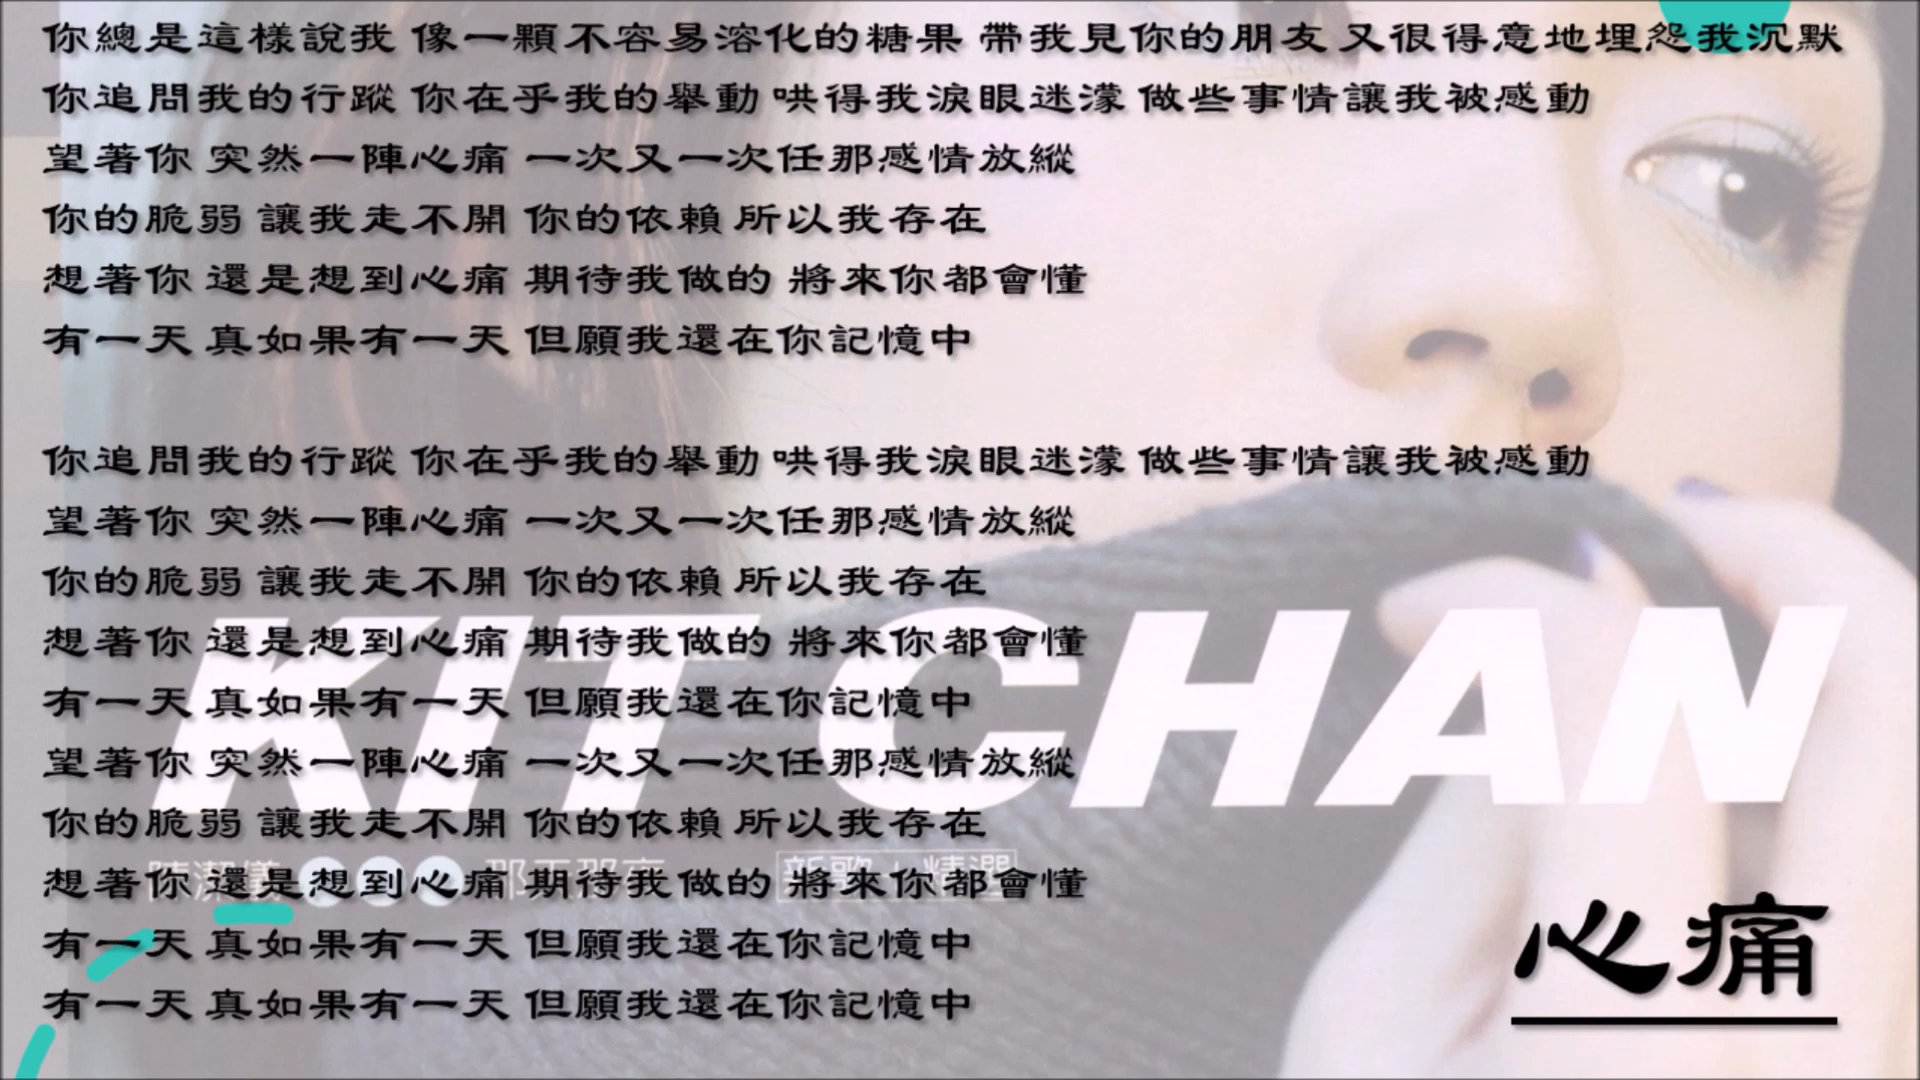 你總是這樣說我 像一顆不容易溶化的糖果 帶我見你的朋友 又很得意地埋怨我沉默
你追問我的行蹤 你在乎我的舉動 哄得我淚眼迷濛 做些事情讓我被感動
望著你 突然一陣心痛 一次又一次任那感情放縱
你的脆弱 讓我走不開 你的依賴 所以我存在
想著你 還是想到心痛 期待我做的 將來你都會懂
有一天 真如果有一天 但願我還在你記憶中
你追問我的行蹤 你在乎我的舉動 哄得我淚眼迷濛 做些事情讓我被感動
望著你 突然一陣心痛 一次又一次任那感情放縱
你的脆弱 讓我走不開 你的依賴 所以我存在
想著你 還是想到心痛 期待我做的 將來你都會懂
有一天 真如果有一天 但願我還在你記憶中
KIT CHAN
望著你 突然一陣心痛 一次又一次任那感情放縱
你的脆弱 讓我走不開 你的依賴 所以我存在
陳潔儀 新歌+精選
想著你 還是想到心痛 期待我做的 將來你都會懂
有一天 真如果有一天 但願我還在你記憶中
有一天 真如果有一天 但願我還在你記憶中
心痛